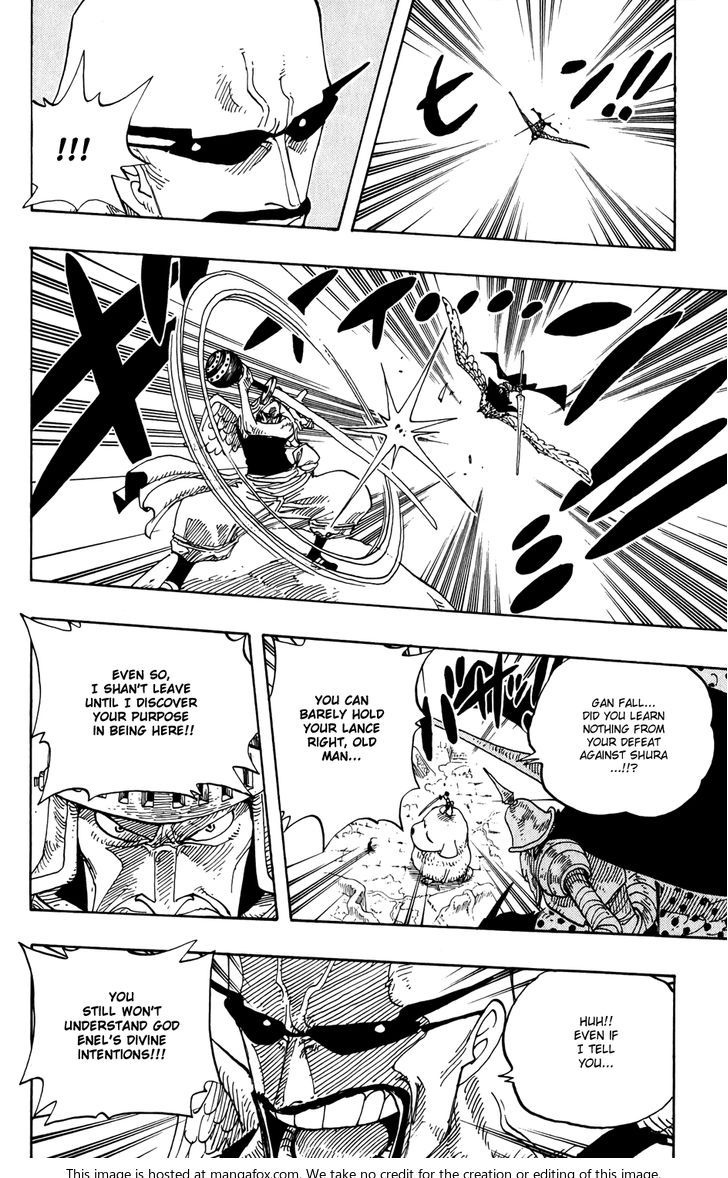 ヒ
!!
!!!
GAN FALL...
DID YOU LEARN
NOTHING FROM
YOUR DEFEAT
AGAINST SHURA
...!!?
YOU CAN
BARELY HOLD
YOUR LANCE
RIGHT, OLD
MAN...
EVEN SO,
I SHAN'T LEAVE
UNTIL I DISCOVER
YOUR PURPOSE
IN BEING HERE!!
HUH!!
EVEN IF
I TELL
YOU...
YOU
STILL WON'T
UNDERSTAND GOD
ENEL'S DIVINE
INTENTIONS!!!
This image is hosted at mangafox.com. We take no credit for the creation or editing of this image.